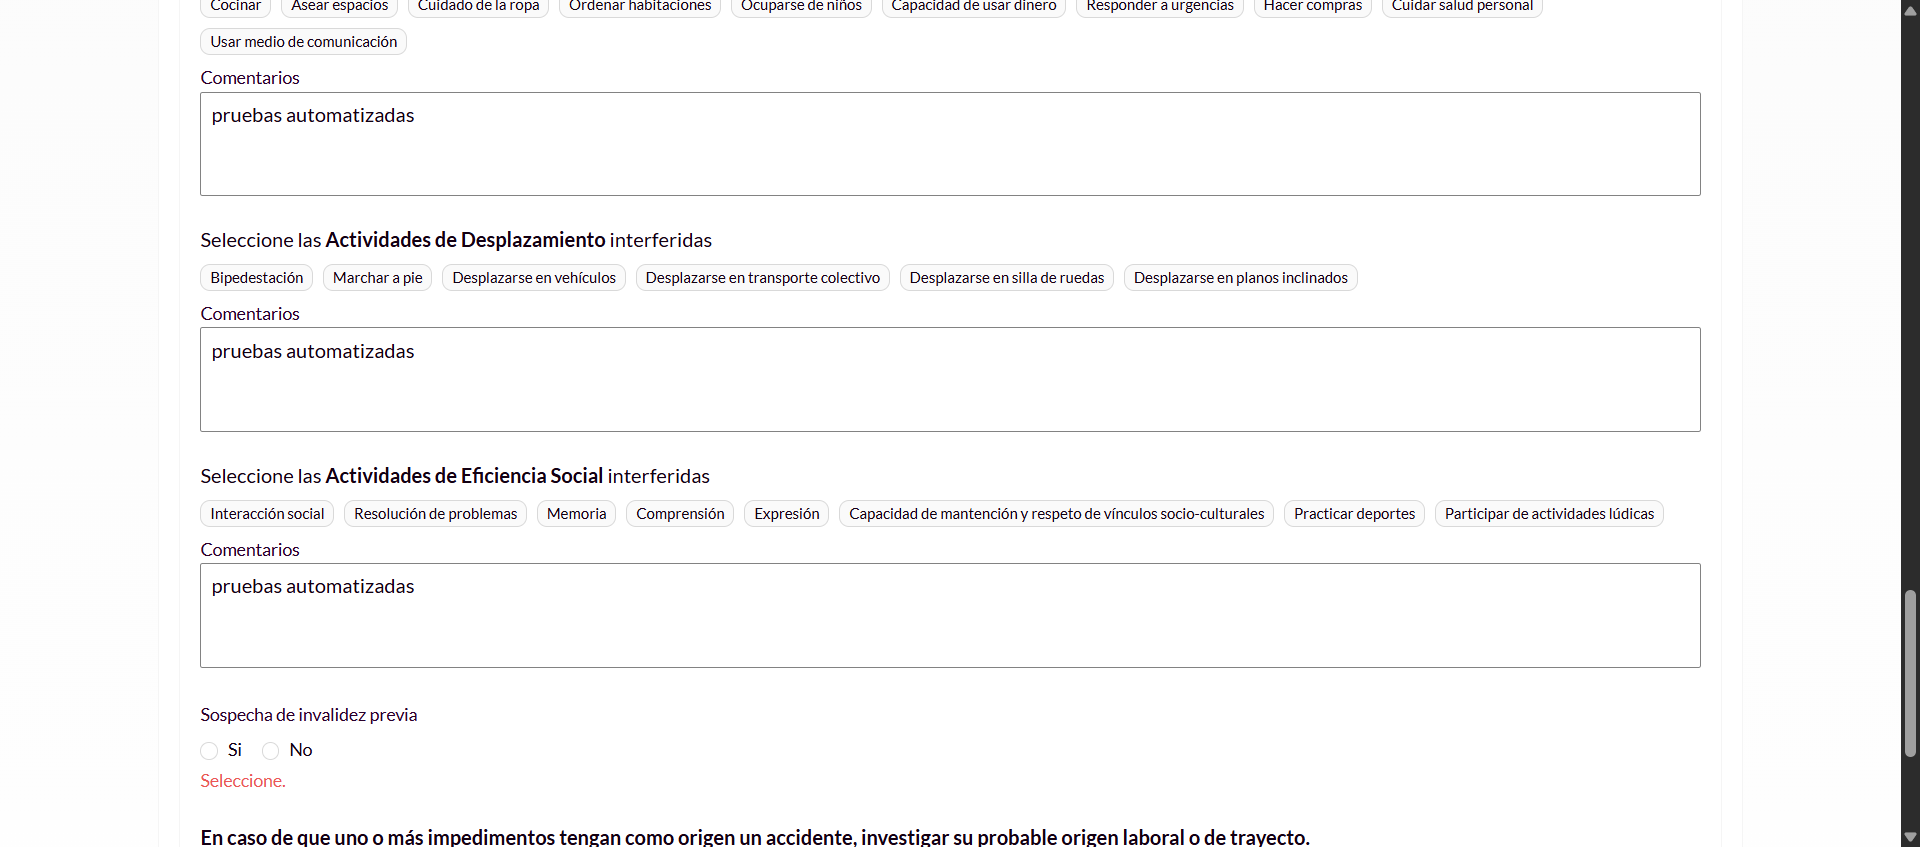 Cocinar Asear espacios Cuidado de la ropa Ordenar habitaciones Ocuparse de niños Capacidad de usar dinero Responder a urgencias Hacer compras Cuidar salud personal
Usar medio de comunicación
Comentarios
pruebas automatizadas
Seleccione las Actividades de Desplazamiento interferidas
Bipedestación Marchar a pie Desplazarse en vehículos Desplazarse en transporte colectivo Desplazarse en silla de ruedas Desplazarse en planos inclinados
Comentarios
pruebas automatizadas
Seleccione las Actividades de Eficiencia Social interferidas
Interacción social Resolución de problemas Memoria Comprensión Expresión Capacidad de mantención y respeto de vínculos socio-culturales Practicar deportes Participar de actividades lúdicas
Comentarios
pruebas automatizadas
Sospecha de invalidez previa
Si No
Seleccione.
En caso de que uno o más impedimentos tengan como origen un accidente, investigar su probable origen laboral o de trayecto.